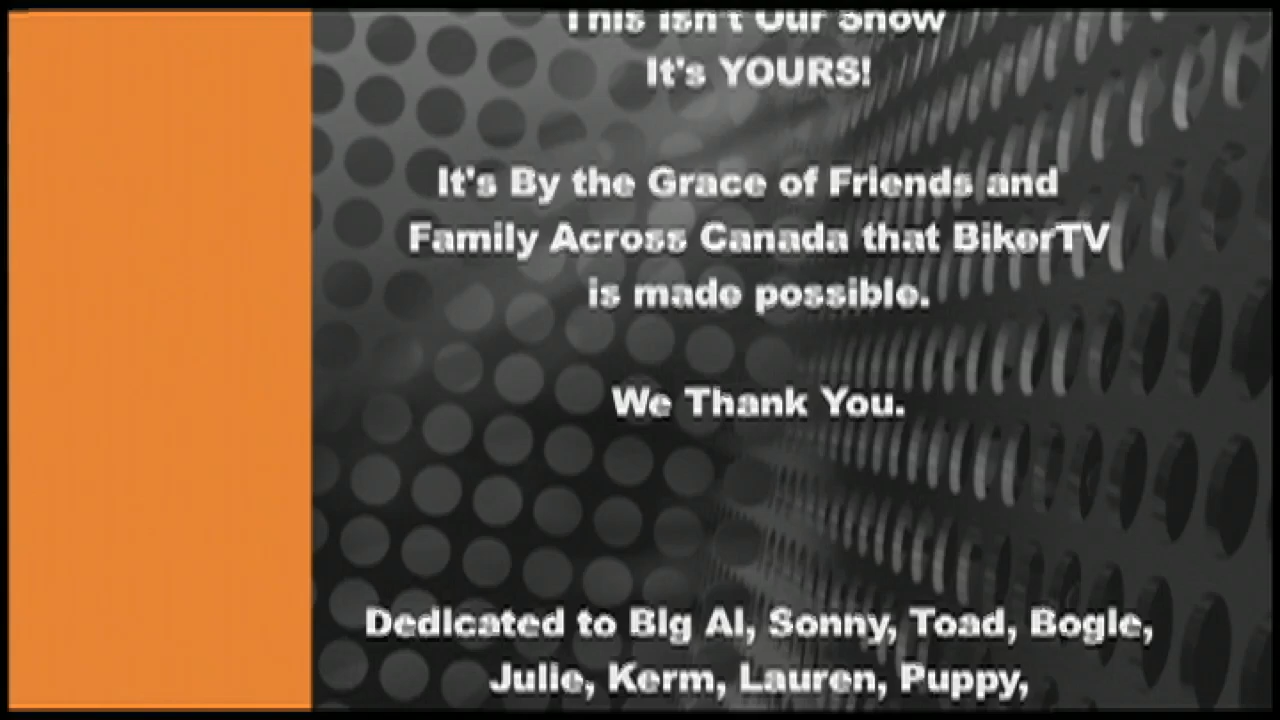 This isn't Our Show
It's YOURS!
It's By the Grace of Friends and
Family Across Canada that BikerTV
is made possible.
We Thank You.
Dedicated to Big Al, Sonny, Toad, Bogie,
Julie, Kerm, Lauren, Puppy,